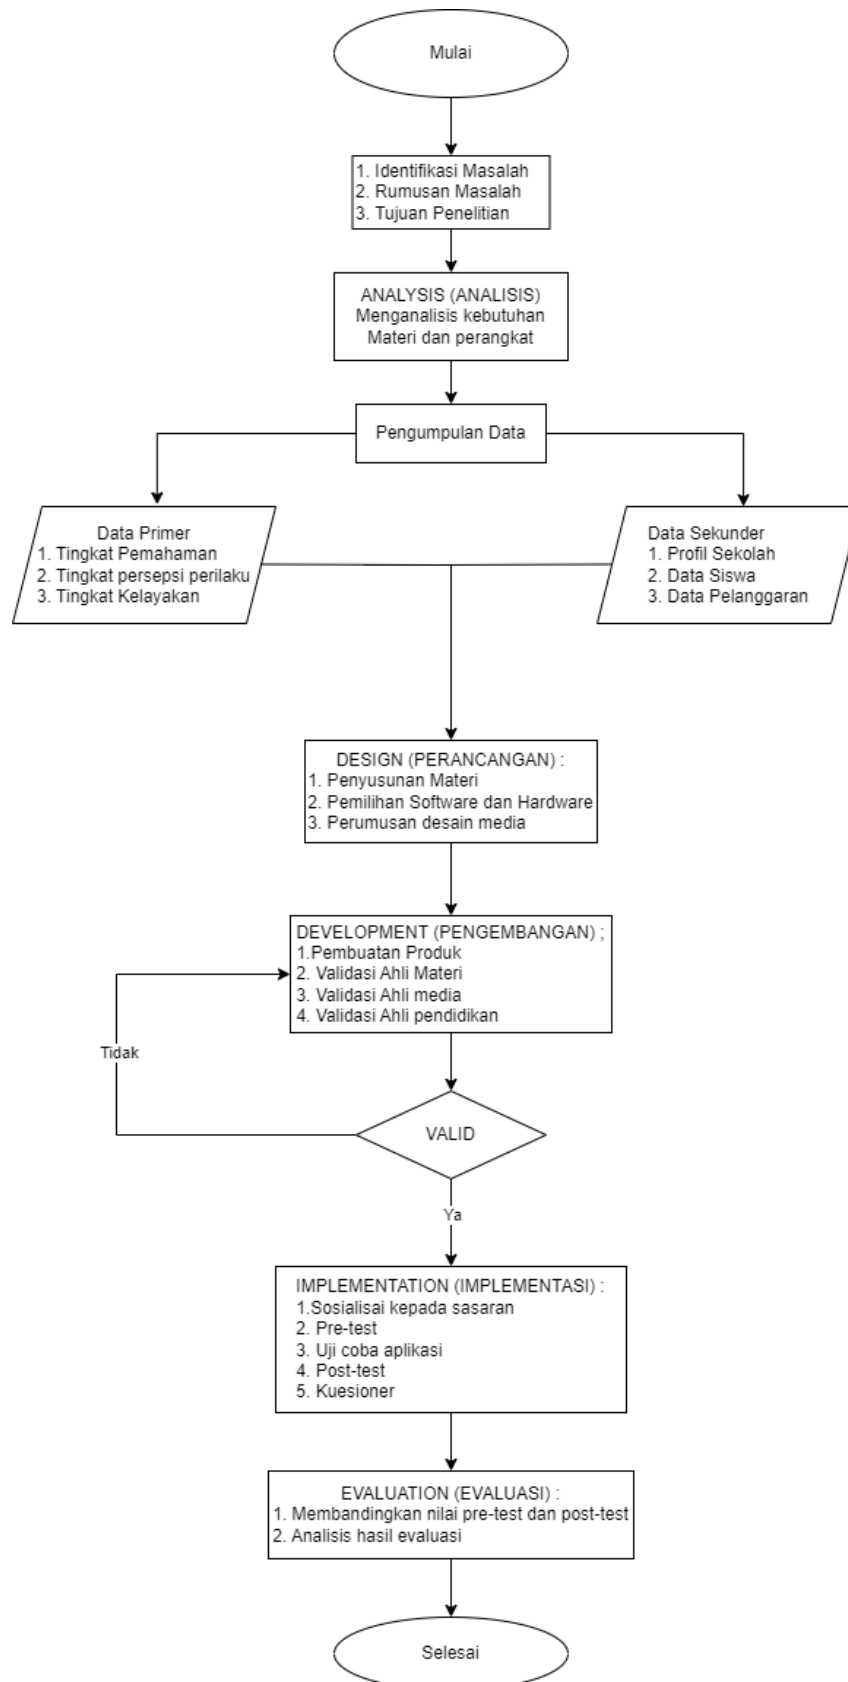 Mulai
1. Identifikasi Masalah
2. Rumusan Masalah
3. Tujuan Penelitian
ANALYSIS (ANALISIS)
Menganalisis kebutuhan
Materi dan perangkat
Pengumpulan Data
Data Primer
1. Tingkat Pemahaman
2. Tingkat persepsi perilaku
3. Tingkat Kelayakan
Data Sekunder
1. Profil Sekolah
2. Data Siswa
3. Data Pelanggaran
DESIGN (PERANCANGAN) :
1. Penyusunan Materi
2. Pemilihan Software dan Hardware
3. Perumusan desain media
DEVELOPMENT (PENGEMBANGAN) ;
1.Pembuatan Produk
2. Validasi Ahli Materi
3. Validasi Ahli media
4. Validasi Ahli pendidikan
Tidak
VALID
Ya
IMPLEMENTATION (IMPLEMENTASI) :
1.Sosialisai kepada sasaran
2. Pre-test
3. Uji coba aplikasi
4. Post-test
5. Kuesioner
EVALUATION (EVALUASI) :
1. Membandingkan nilai pre-test dan post-test
2. Analisis hasil evaluasi
Selesai